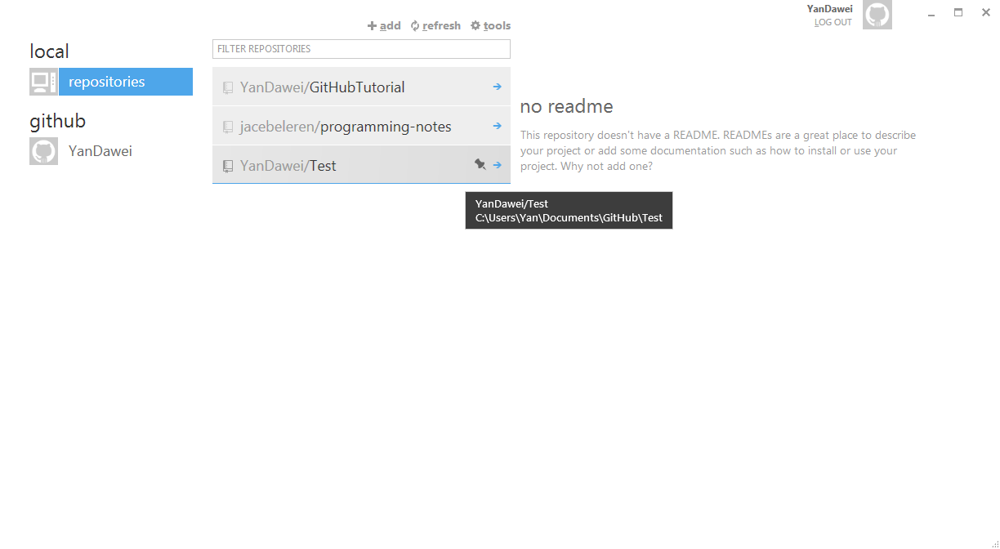 YanDawei
LOG OUT
add refresh tools
local
FILTER REPOSITORIES
repositories
YanDawei/GitHubTutorial
github
YanDawei
jacebeleren/programming-notes
YanDawei/Test
no readme
This repository doesn't have a README. READMEs are a great place to describe
your project or add some documentation such as how to install or use your
project. Why not add one?
YanDawei/Test
C:\Users\Yan\Documents\GitHub\Test